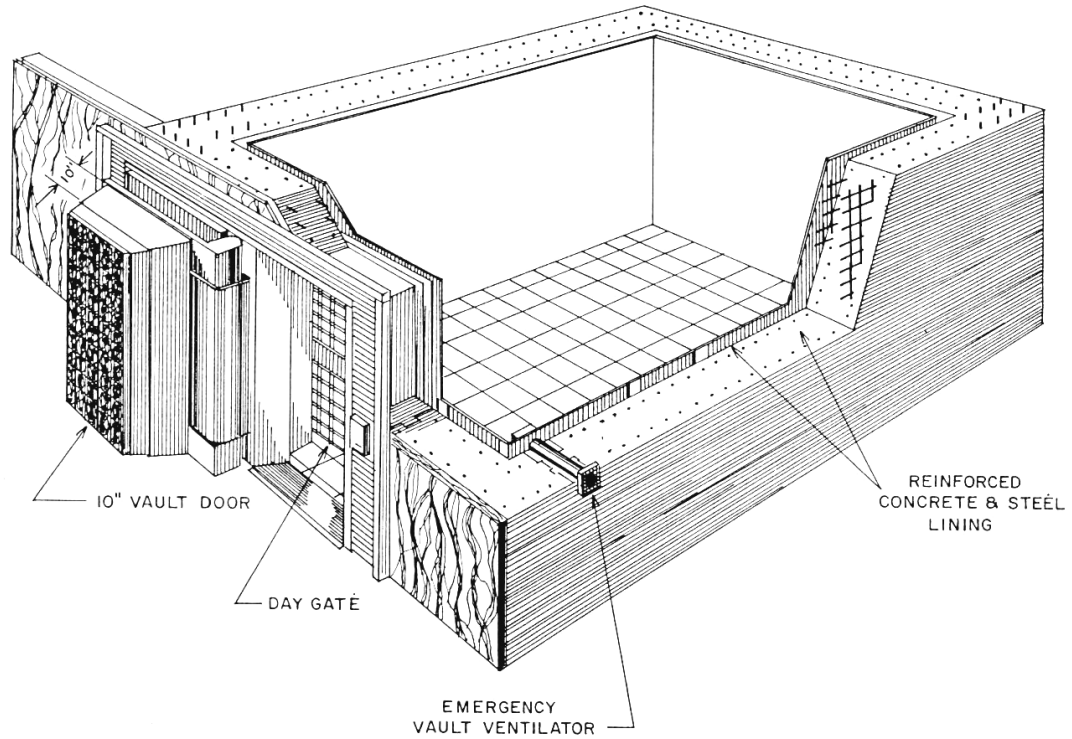 10"
10" VAULT DOOR
DAY GATE
EMERGENCY
VAULT VENTILATOR
REINFORCED
CONCRETE & STEEL
LINING